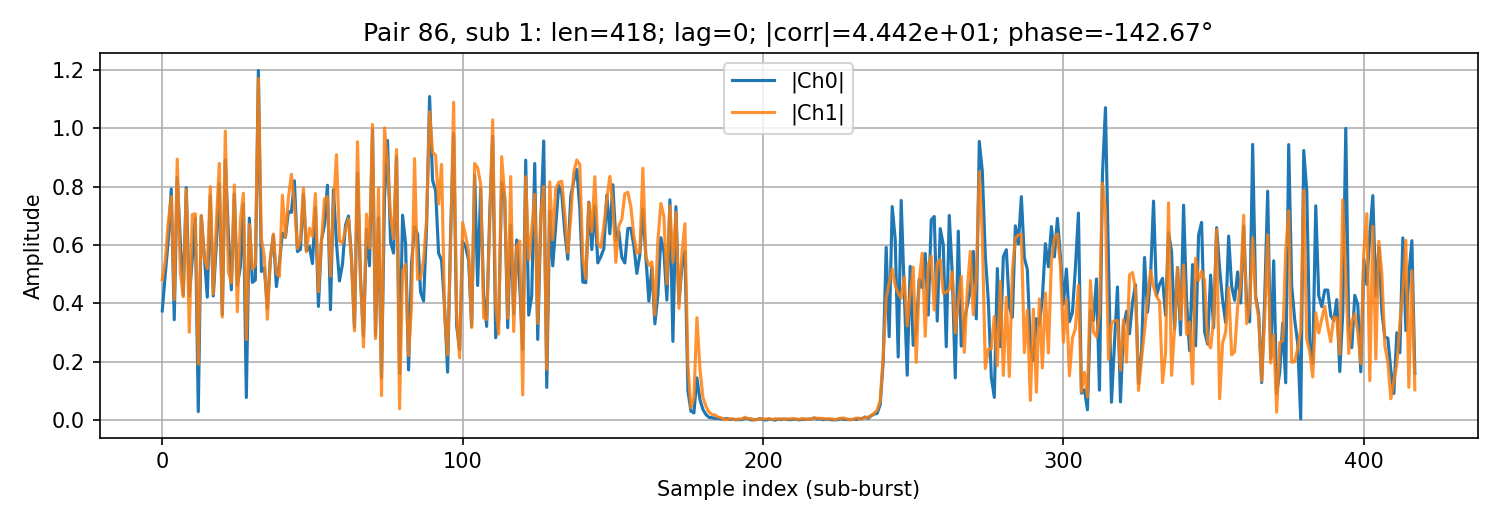 Pair 86, sub 1: len=418; lag=0; |corr|=4.442e+01; phase=-142.67°
|Ch0|
|Ch1|
Amplitude
1.2
1.0
0.8
0.6
0.4
0.2
0.0
0 100 200 300 400
Sample index (sub-burst)